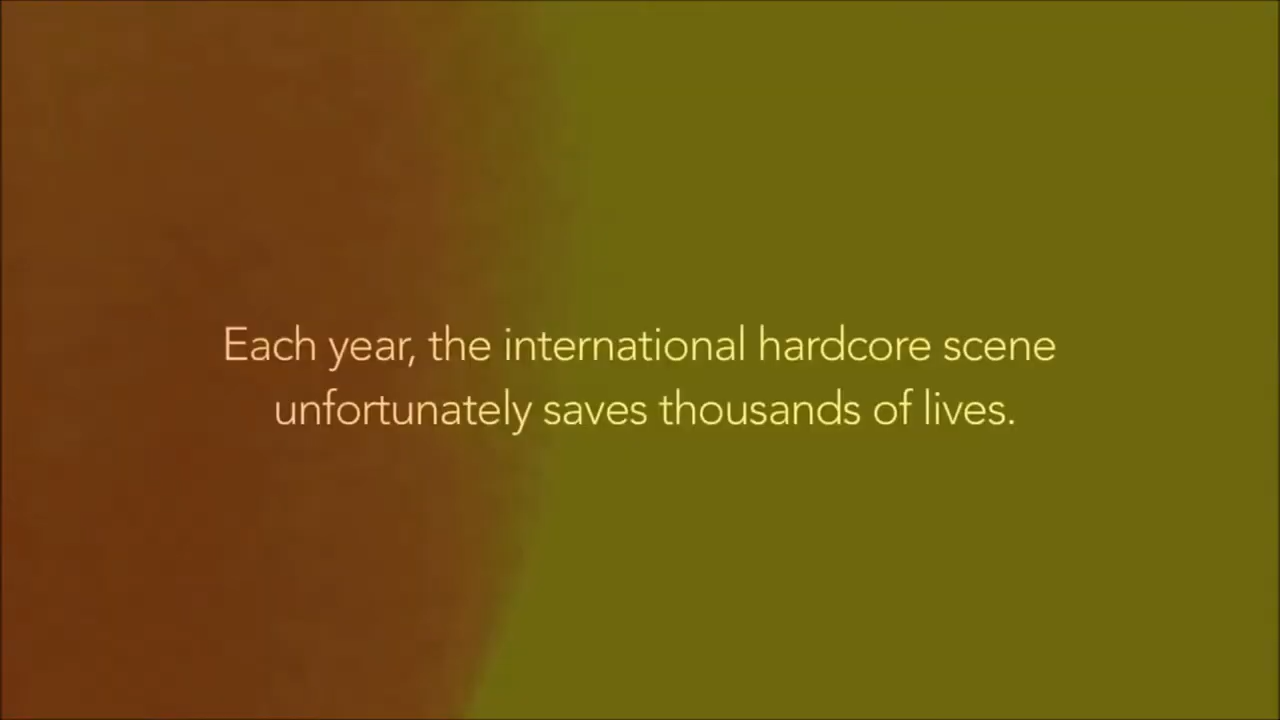 Each year, the international hardcore scene
unfortunately saves thousands of lives.